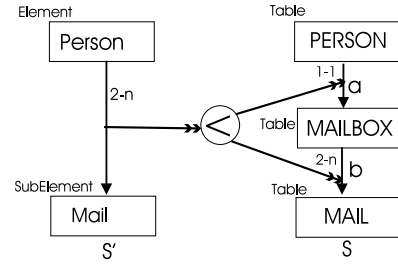 Element
Person
2-n
SubElement
Mail
S'
<
Table
PERSON
1-1
a
Table
MAILBOX
2-n
b
Table
MAIL
S